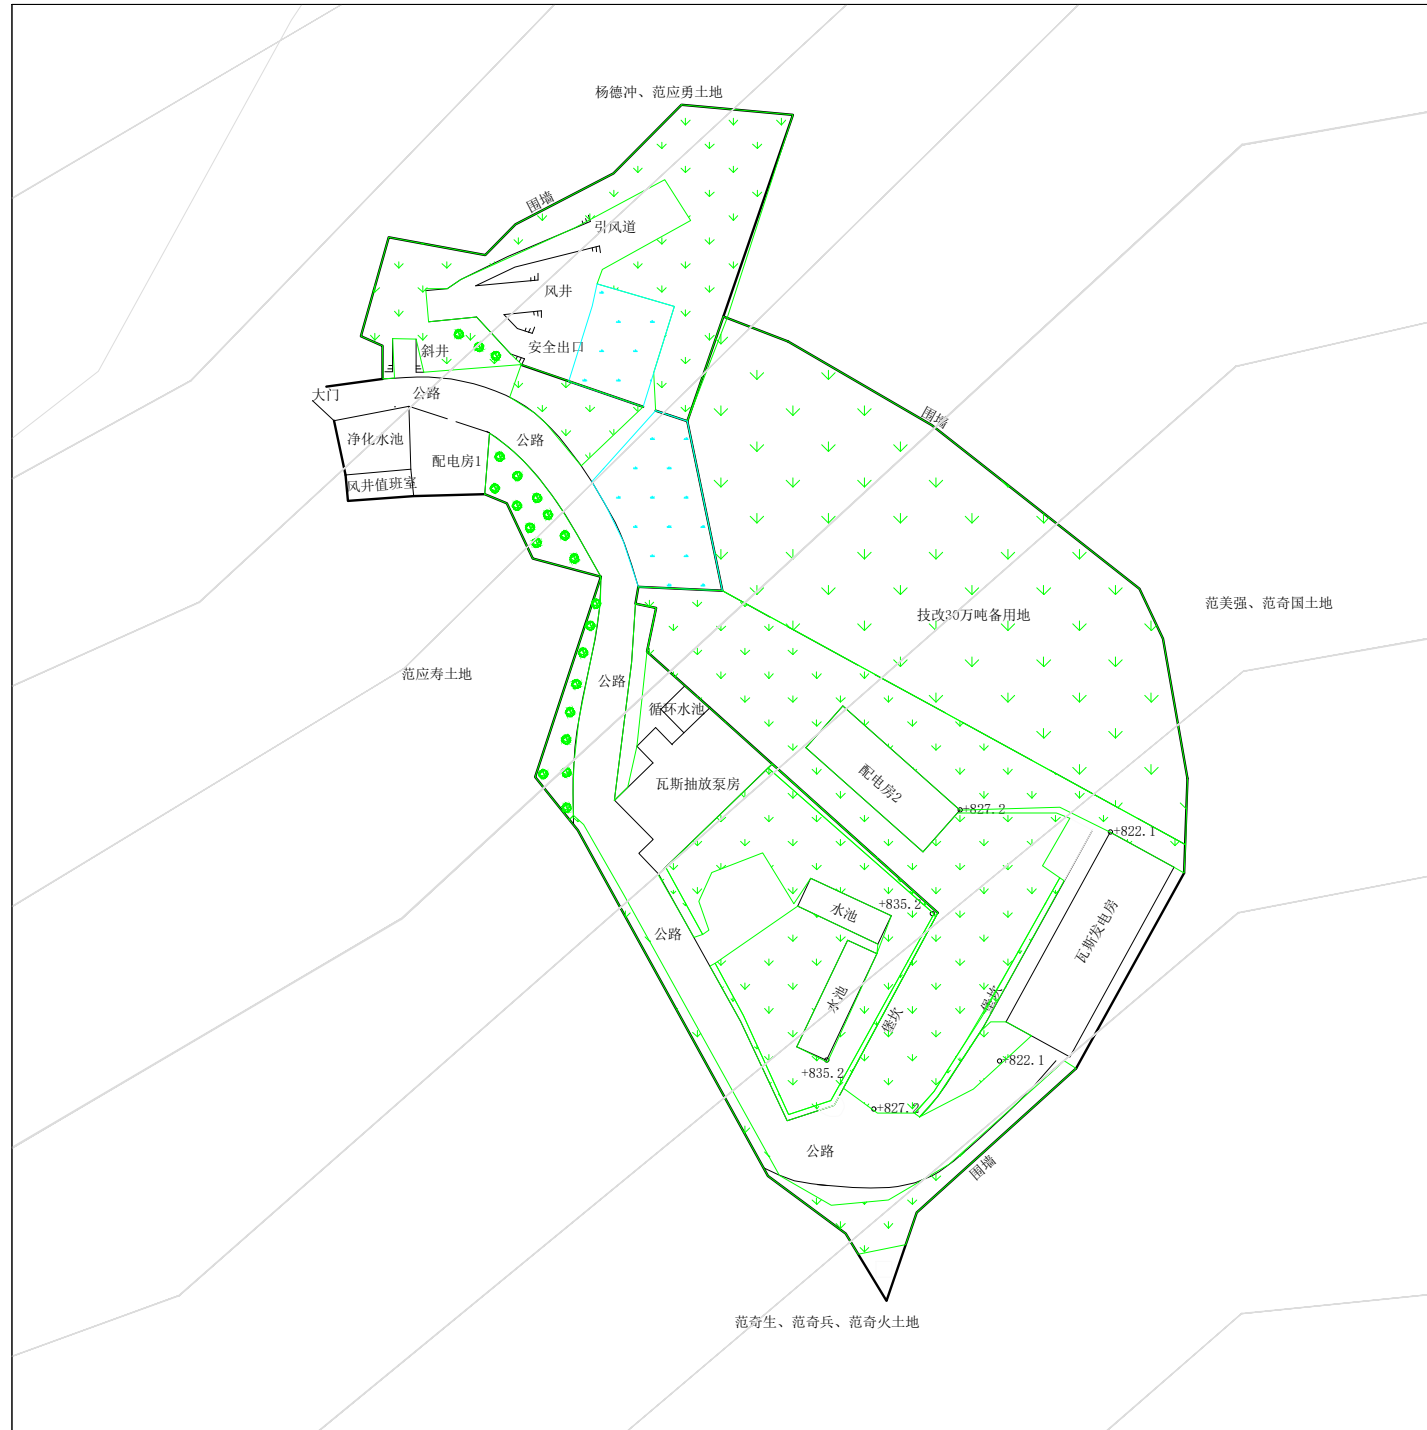 杨德冲、范应勇土地
围墙
引风道
风井
安全出口
斜井
大门
公路
净化水池
公路
配电房1
风井值班室
围墙
范美强、范奇国土地
技改30万吨备用地
范应寿土地
公路
循环水池
瓦斯抽放泵房
配电房2
+827.2
+822.1
水池
+835.2
瓦斯发电房
公路
水池
堡坎
堡坎
+835.2
+822.1
+827.2
公路
围墙
范奇生、范奇兵、范奇火土地